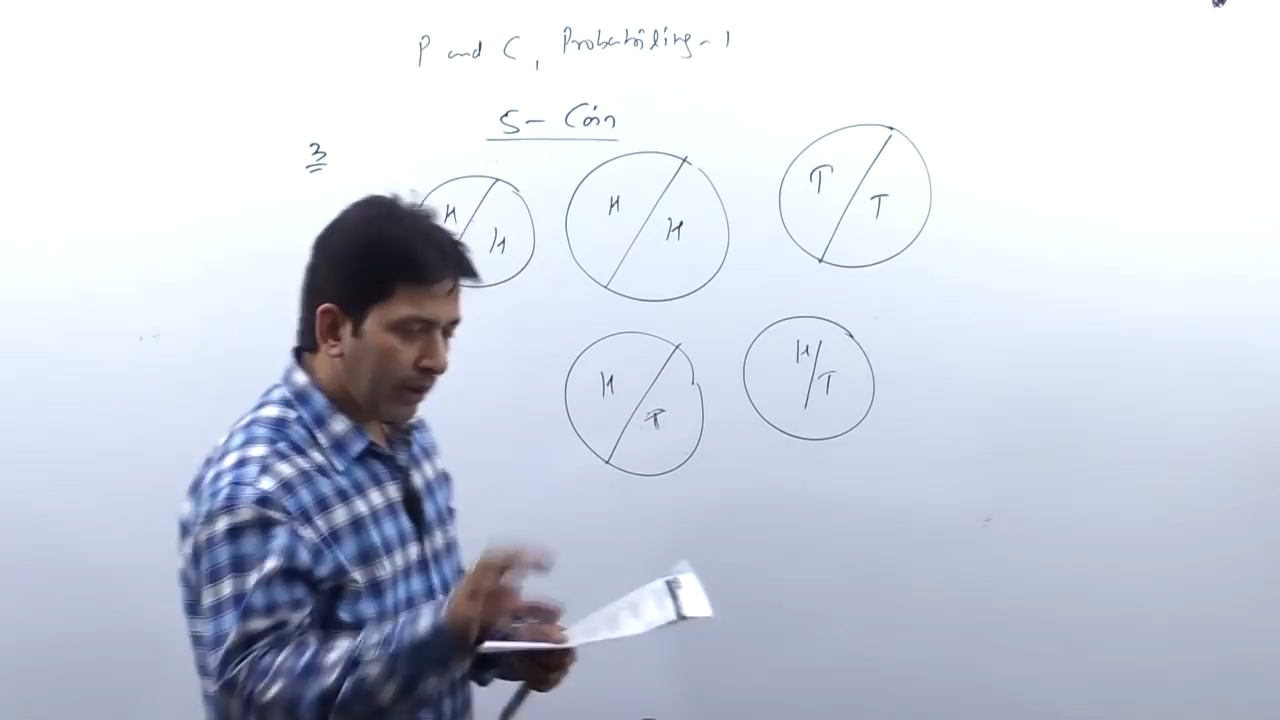 P and C, Probability-1
5- Coin
3
H H
H H
T T
H T
H T